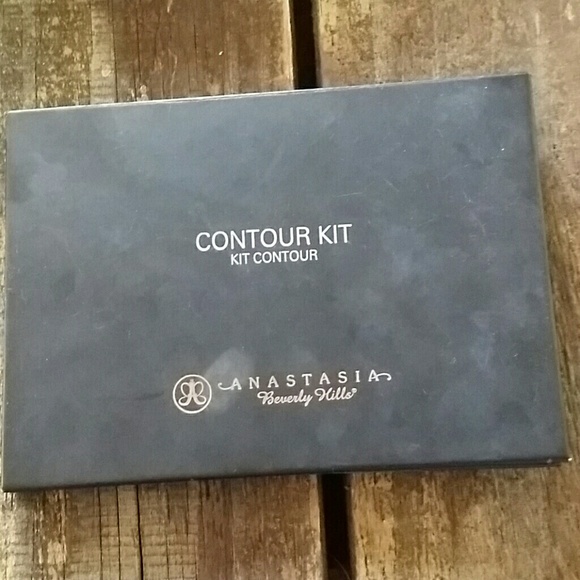 CONTOUR KIT
KIT CONTOUR
ANASTASIA
Beverly Hills®